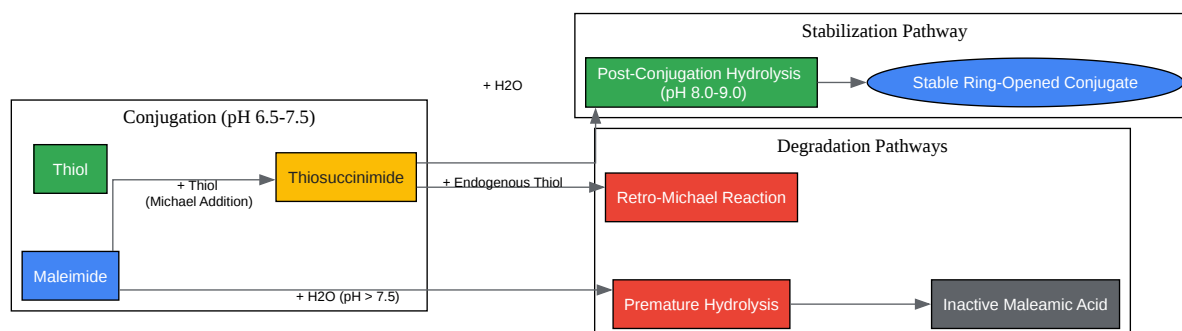 Stabilization Pathway
Post-Conjugation Hydrolysis
(pH 8.0-9.0)
Stable Ring-Opened Conjugate
+ H2O
Conjugation (pH 6.5-7.5)
Thiol
Thiosuccinimide
+ Thiol
(Michael Addition)
Maleimide
+ Endogenous Thiol
Degradation Pathways
Retro-Michael Reaction
+ H2O (pH > 7.5)
Premature Hydrolysis
Inactive Maleamic Acid